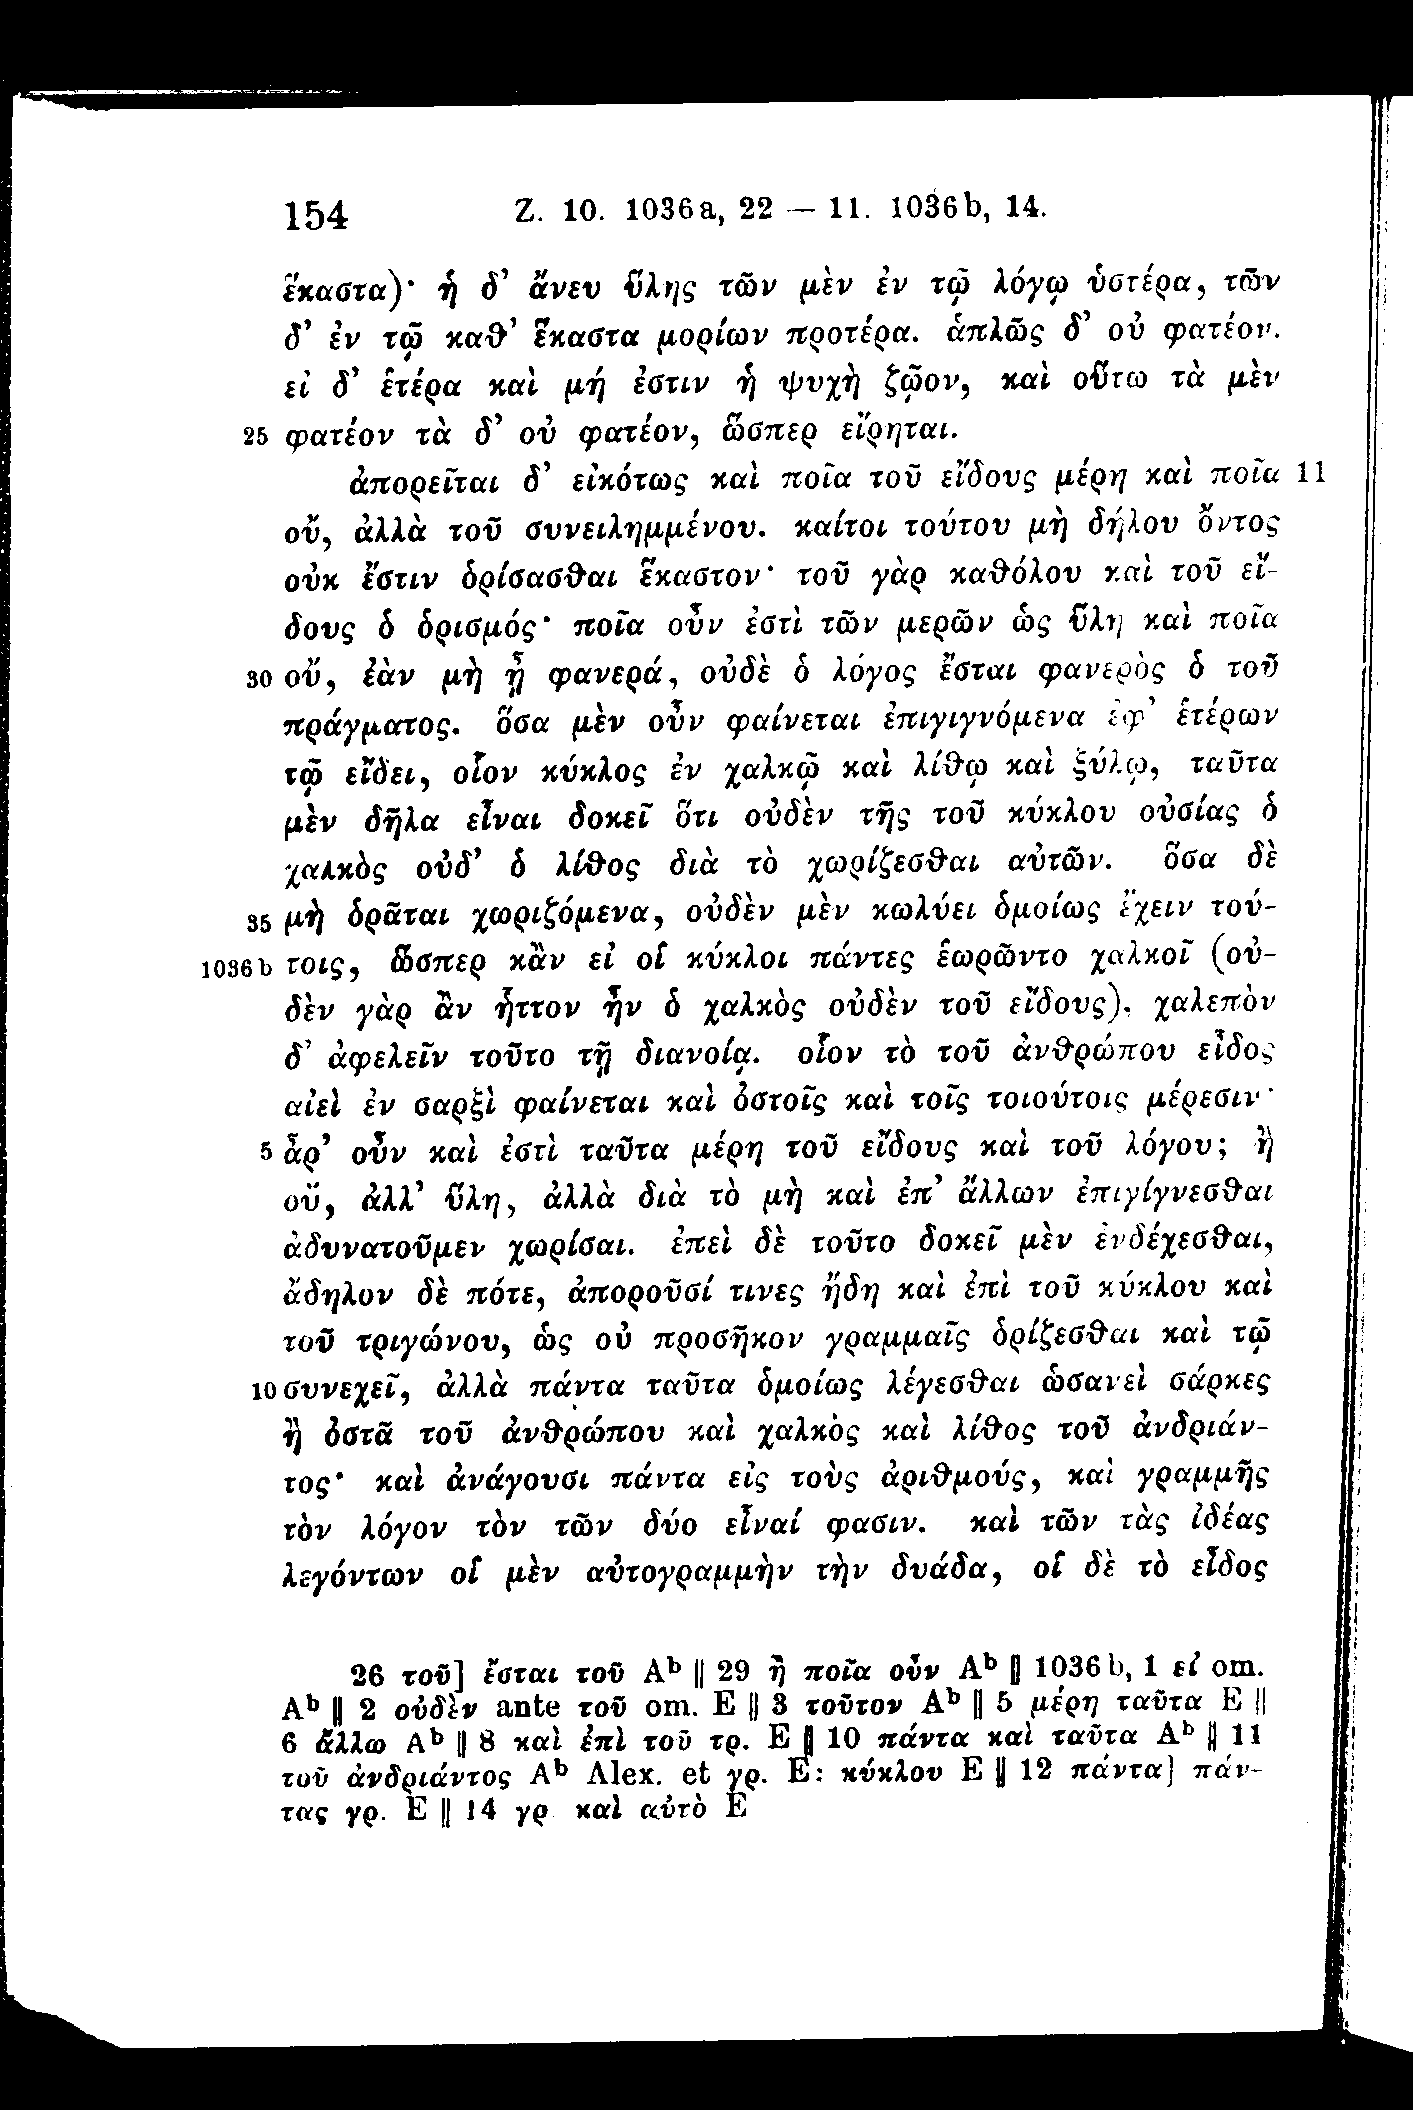 154 Z. 10. 1036a, 22 — 11. 1036b, 14.
ἕκαστα)· ἡ δ’ ἄνευ ὕλης τῶν μὲν ἐν τῷ λόγῳ ὑστέρα, τῶν
δ’ ἐν τῷ καθ’ ἕκαστα μορίων προτέρα. ἁπλῶς δ’ οὐ φατέον.
εἰ δ’ ἑτέρα καὶ μή ἐστιν ἡ ψυχὴ ζῷον, καὶ οὕτω τὰ μὲν
25 φατέον τὰ δ’ οὐ φατέον, ὥσπερ εἴρηται.
ἀπορεῖται δ’ εἰκότως καὶ ποῖα τοῦ εἴδους μέρη καὶ ποῖα 11
οὔ, ἀλλὰ τοῦ συνειλημμένου. καίτοι τούτου μὴ δήλου ὄντος
οὐκ ἔστιν ὁρίσασθαι ἕκαστον· τοῦ γὰρ καθόλου καὶ τοῦ εἴ-
δους ὁ ὁρισμός· ποῖα οὖν ἐστὶ τῶν μερῶν ὡς ὕλη καὶ ποῖα
30 οὔ, ἐὰν μὴ ᾖ φανερά, οὐδὲ ὁ λόγος ἔσται φανερὸς ὁ τοῦ
πράγματος. ὅσα μὲν οὖν φαίνεται ἐπιγιγνόμενα ἐφ’ ἑτέρων
τῷ εἴδει, οἷον κύκλος ἐν χαλκῷ καὶ λίθῳ καὶ ξύλῳ, ταῦτα
μὲν δῆλα εἶναι δοκεῖ ὅτι οὐδὲν τῆς τοῦ κύκλου οὐσίας ὁ
χαλκὸς οὐδ’ ὁ λίθος διὰ τὸ χωρίζεσθαι αὐτῶν. ὅσα δὲ
35 μὴ ὁρᾶται χωριζόμενα, οὐδὲν μὲν κωλύει ὁμοίως ἔχειν τού-
1036b τοις, ὥσπερ κἂν εἰ οἱ κύκλοι πάντες ἑωρῶντο χαλκοῖ (οὐ-
δὲν γὰρ ἂν ἧττον ἦν ὁ χαλκὸς οὐδὲν τοῦ εἴδους), χαλεπὸν
δ’ ἀφελεῖν τοῦτο τῇ διανοίᾳ. οἷον τὸ τοῦ ἀνθρώπου εἶδος
αἰεὶ ἐν σαρξὶ φαίνεται καὶ ὀστοῖς καὶ τοῖς τοιούτοις μέρεσιν·
5 ἆρ’ οὖν καὶ ἐστὶ ταῦτα μέρη τοῦ εἴδους καὶ τοῦ λόγου; ἢ
οὔ, ἀλλ’ ὕλη, ἀλλὰ διὰ τὸ μὴ καὶ ἐπ’ ἄλλων ἐπιγίγνεσθαι
ἀδυνατοῦμεν χωρίσαι. ἐπεὶ δὲ τοῦτο δοκεῖ μὲν ἐνδέχεσθαι,
ἄδηλον δὲ πότε, ἀποροῦσί τινες ἤδη καὶ ἐπὶ τοῦ κύκλου καὶ
τοῦ τριγώνου, ὡς οὐ προσῆκον γραμμαῖς ὁρίζεσθαι καὶ τῷ
10 συνεχεῖ, ἀλλὰ πάντα ταῦτα ὁμοίως λέγεσθαι ὡσανεὶ σάρκες
ἢ ὀστᾶ τοῦ ἀνθρώπου καὶ χαλκὸς καὶ λίθος τοῦ ἀνδριάν-
τος· καὶ ἀνάγουσι πάντα εἰς τοὺς ἀριθμούς, καὶ γραμμῆς
τὸν λόγον τὸν τῶν δύο εἶναί φασιν. καὶ τῶν τὰς ἰδέας
λεγόντων οἱ μὲν αὐτογραμμὴν τὴν δυάδα, οἱ δὲ τὸ εἶδος
26 τοῦ] ἔσται τοῦ Aᵇ || 29 ἢ ποῖα οὖν Aᵇ || 1036b, 1 εἰ om.
Aᵇ || 2 οὐδὲν ante τοῦ om. E || 3 τοῦτον Aᵇ || 5 μέρη ταῦτα E ||
6 ἄλλω Aᵇ || 8 καὶ ἐπὶ τοῦ τρ. E || 10 πάντα καὶ ταῦτα Aᵇ || 11
τοῦ ἀνδριάντος Aᵇ Alex. et γρ. E: κύκλου E || 12 πάντα] πάν-
τας γρ. E || 14 γρ καὶ αὐτὸ E